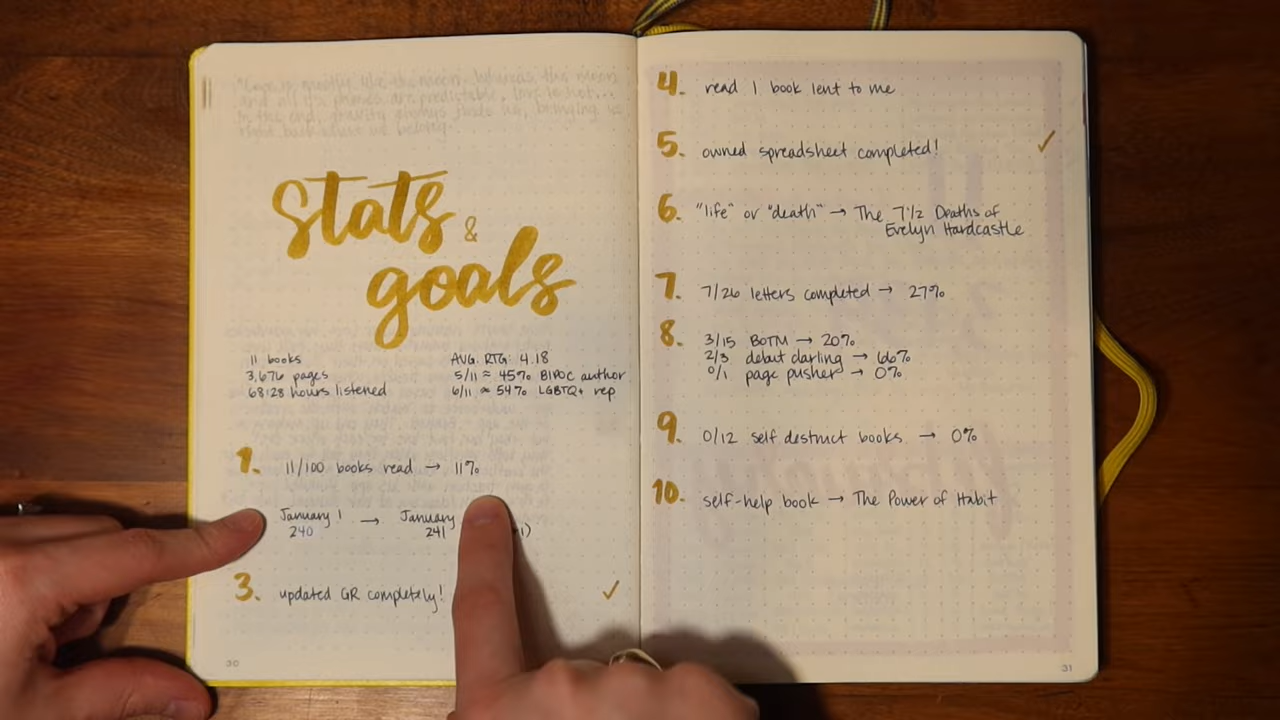 Stats
&
goals
11 books
3,676 pages
68:28 hours listened
AVG. RTG: 4.18
5/11 ≈ 45% BIPOC author
6/11 ≈ 54% LGBTQ+ rep
1. 11/100 books read → 11%
January 1 → January
240 241 1)
3. updated GR completely! ✓
30
4. read 1 book lent to me
5. owned spreadsheet completed! ✓
6. "life" or "death" → The 7 1/2 Deaths of
Evelyn Hardcastle
7. 7/26 letters completed → 27%
8. 3/15 BOTM → 20%
2/3 debut darling → 66%
0/1 page pusher → 0%
9. 0/12 self destruct books → 0%
10. self-help book → The Power of Habit
31